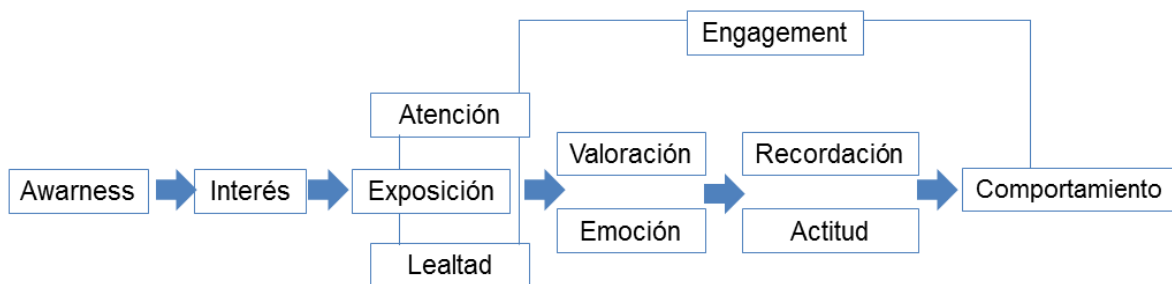 Engagement
Atención
Valoración
Recordación
Awarness
Interés
Exposición
Comportamiento
Emoción
Actitud
Lealtad